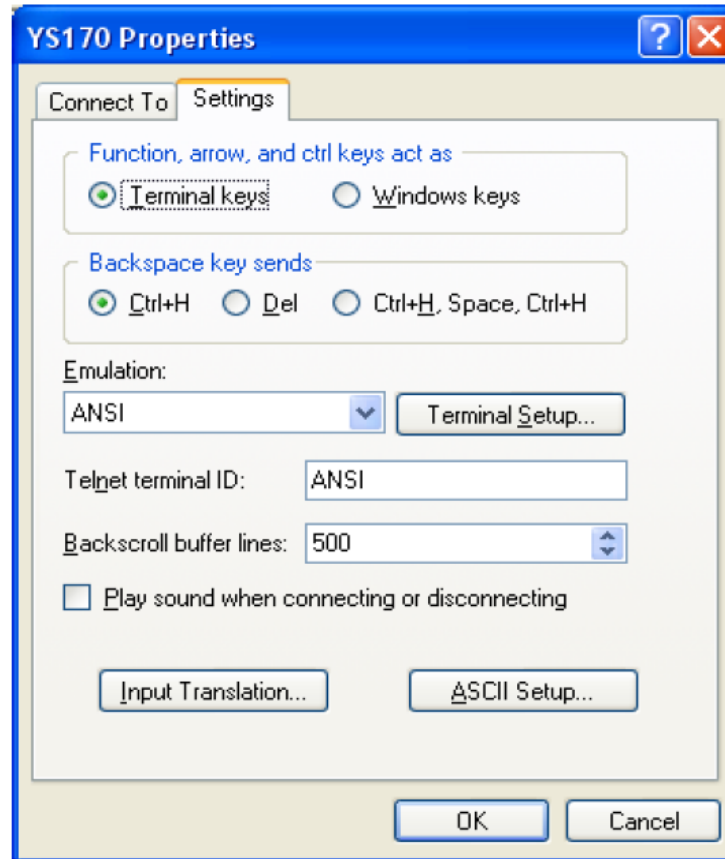 YS170 Properties
Connect To Settings
Function, arrow, and ctrl keys act as
Terminal keys Windows keys
Backspace key sends
Ctrl+H Del Ctrl+H, Space, Ctrl+H
Emulation:
ANSI Terminal Setup...
Telnet terminal ID: ANSI
Backscroll buffer lines: 500
Play sound when connecting or disconnecting
Input Translation... ASCII Setup...
OK Cancel